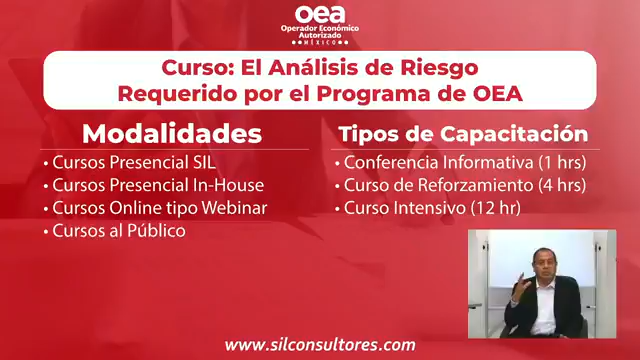 oea
Operador Económico
Autorizado
MÉXICO
Curso: El Análisis de Riesgo
Requerido por el Programa de OEA
Modalidades
• Cursos Presencial SIL
• Cursos Presencial In-House
• Cursos Online tipo Webinar
• Cursos al Público
Tipos de Capacitación
• Conferencia Informativa (1 hrs)
• Curso de Reforzamiento (4 hrs)
• Curso Intensivo (12 hr)
www.silconsultores.com